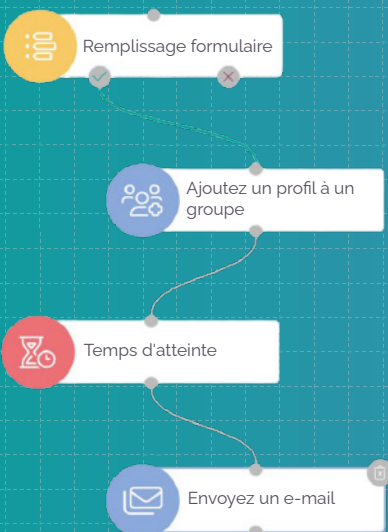 Remplissage formulaire
Ajoutez un profil à un
groupe
Temps d'atteinte
Envoyez un e-mail